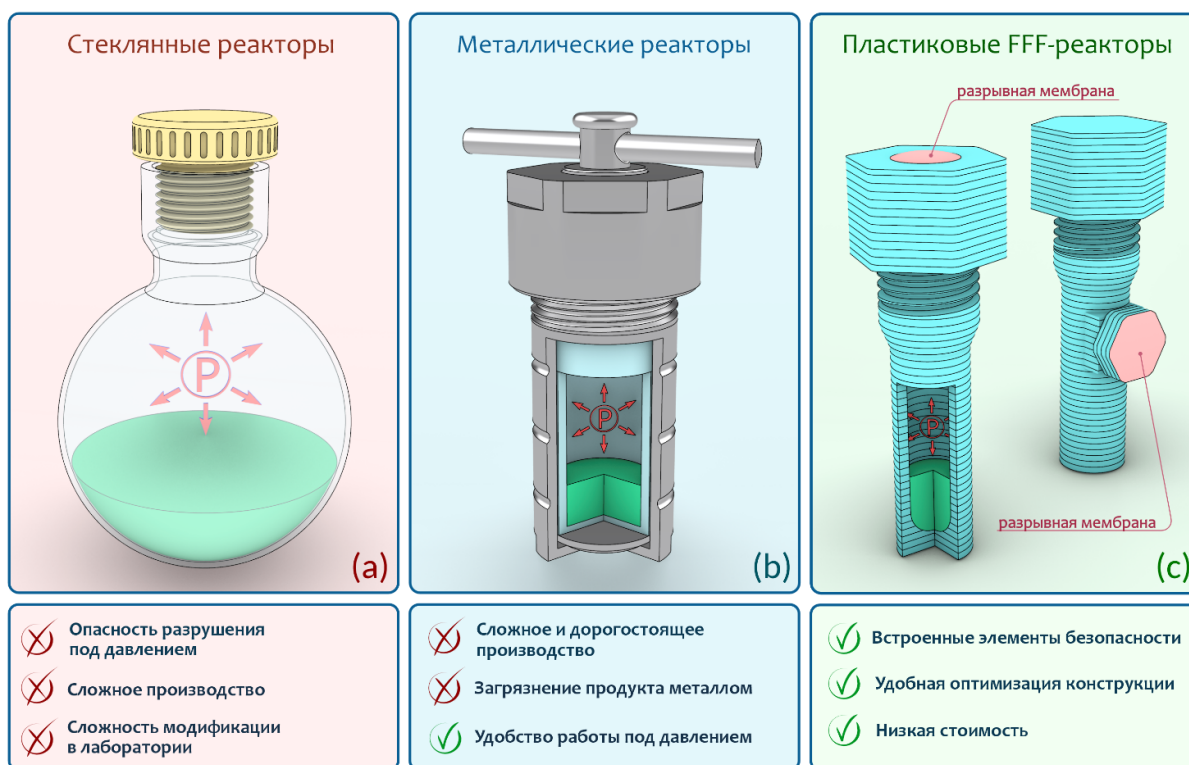 Стеклянные реакторы
P
(a)
Опасность разрушения
под давлением
Сложное производство
Сложность модификации
в лаборатории
Металлические реакторы
P
(b)
Сложное и дорогостоящее
производство
Загрязнение продукта металлом
Удобство работы под давлением
Пластиковые FFF-реакторы
разрывная мембрана
P
разрывная мембрана
(c)
Встроенные элементы безопасности
Удобная оптимизация конструкции
Низкая стоимость